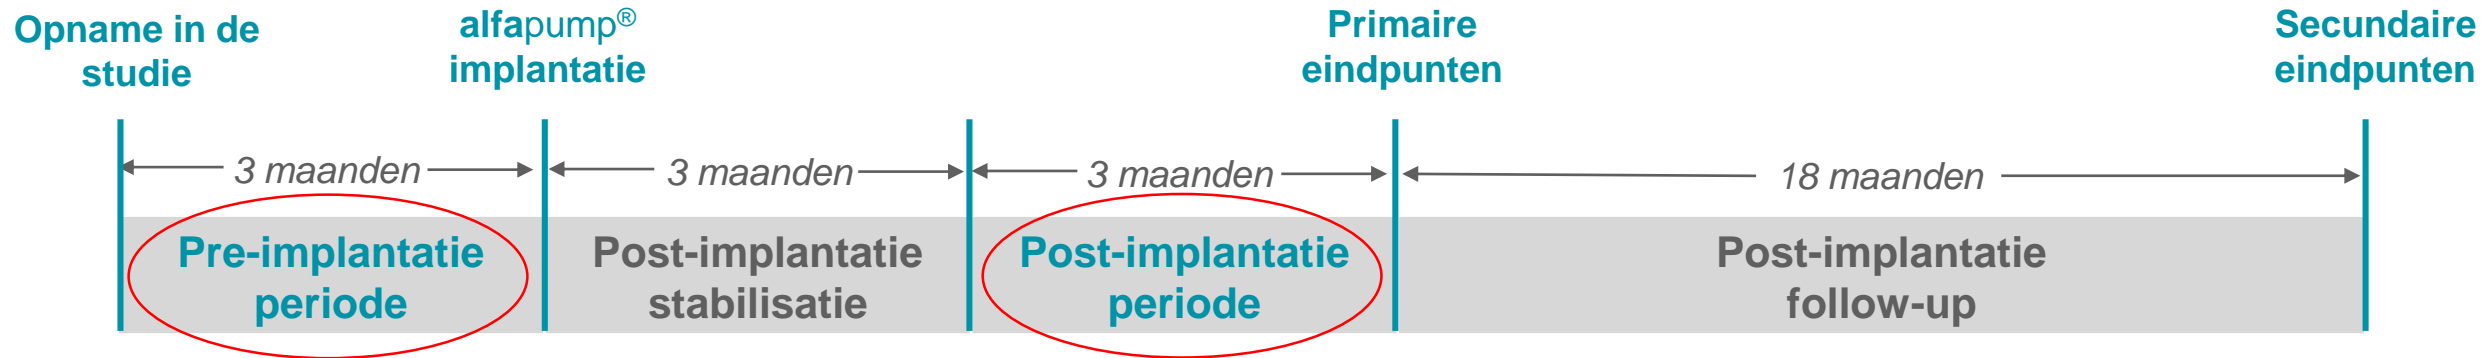 Opname in de
studie
alfapump®
implantatie
Primaire
eindpunten
Secundaire
eindpunten
3 maanden
3 maanden
3 maanden
18 maanden
Pre-implantatie
periode
Post-implantatie
stabilisatie
Post-implantatie
periode
Post-implantatie
follow-up